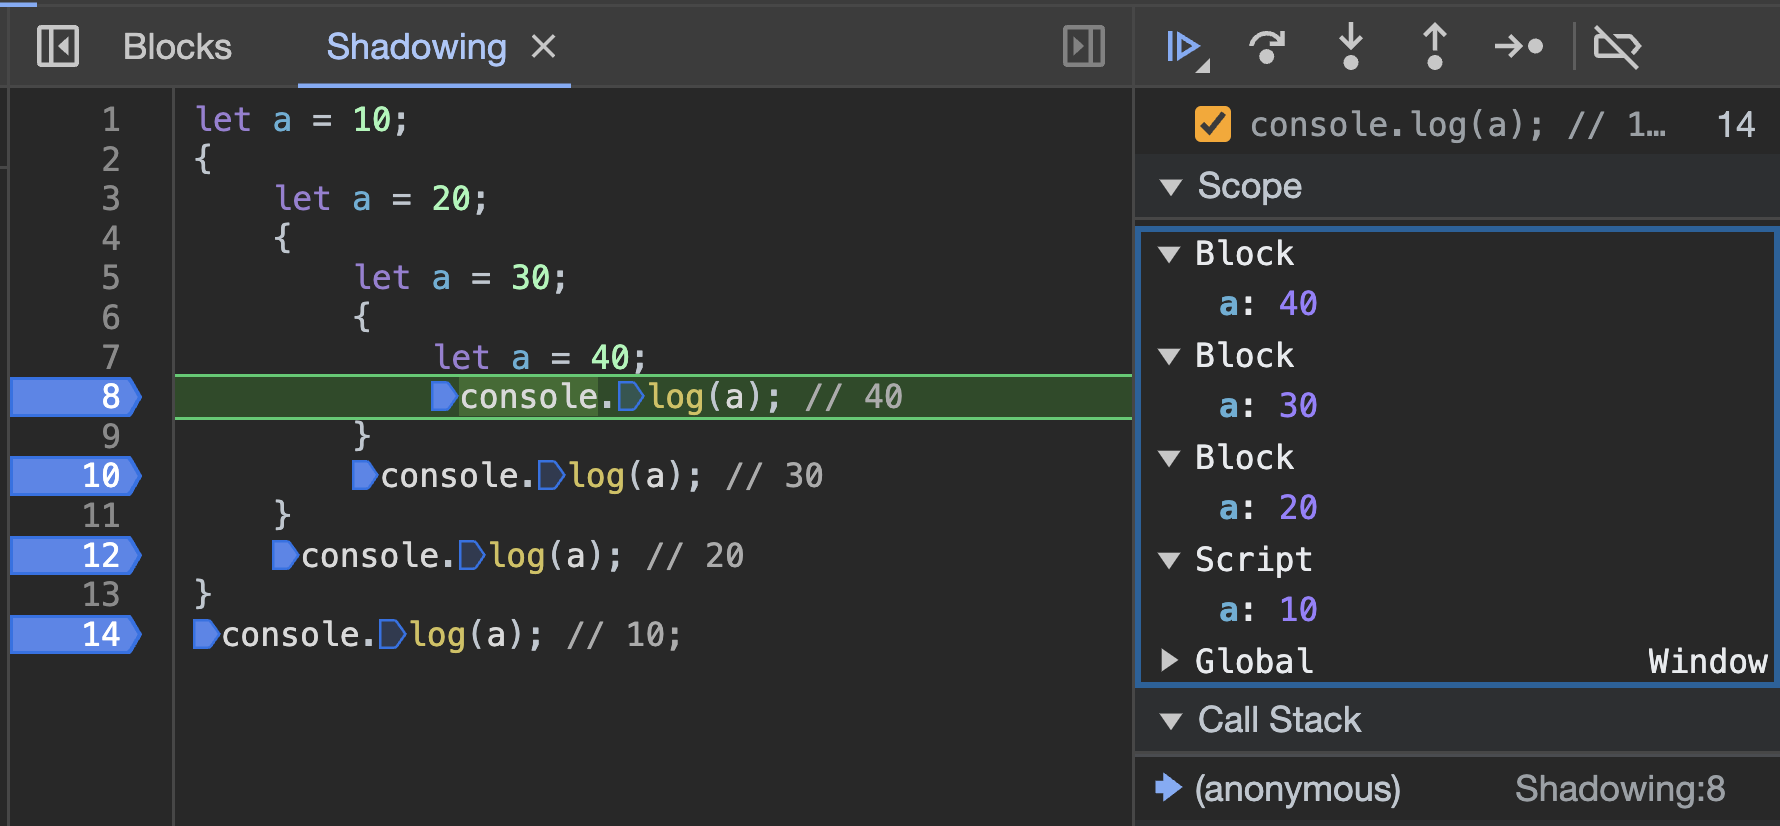 Blocks
Shadowing
1 let a = 10;
2 {
3     let a = 20;
4     {
5         let a = 30;
6         {
7             let a = 40;
8             console.log(a); // 40
9         }
10         console.log(a); // 30
11     }
12     console.log(a); // 20
13 }
14 console.log(a); // 10;
console.log(a); // 1… 14
Scope
Block
a: 40
Block
a: 30
Block
a: 20
Script
a: 10
Global Window
Call Stack
(anonymous) Shadowing:8